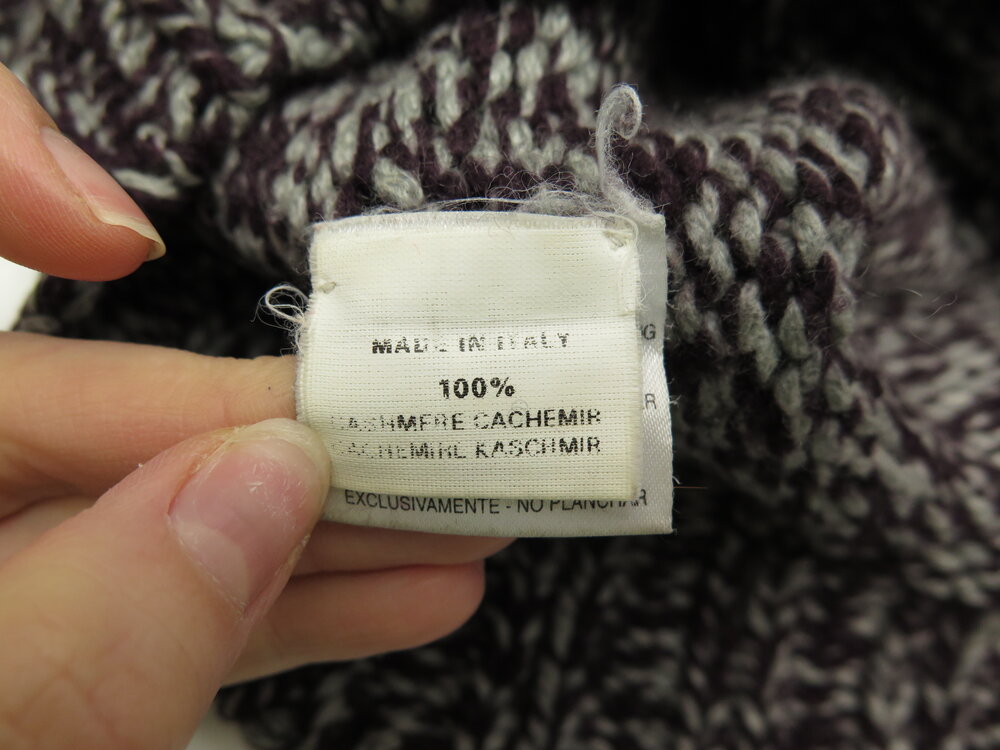 MADE IN ITALY
100%
CASHMERE CACHEMIR
CACHEMIRE KASCHMIR
EXCLUSIVAMENTE - NO PLANCHAR
G
R